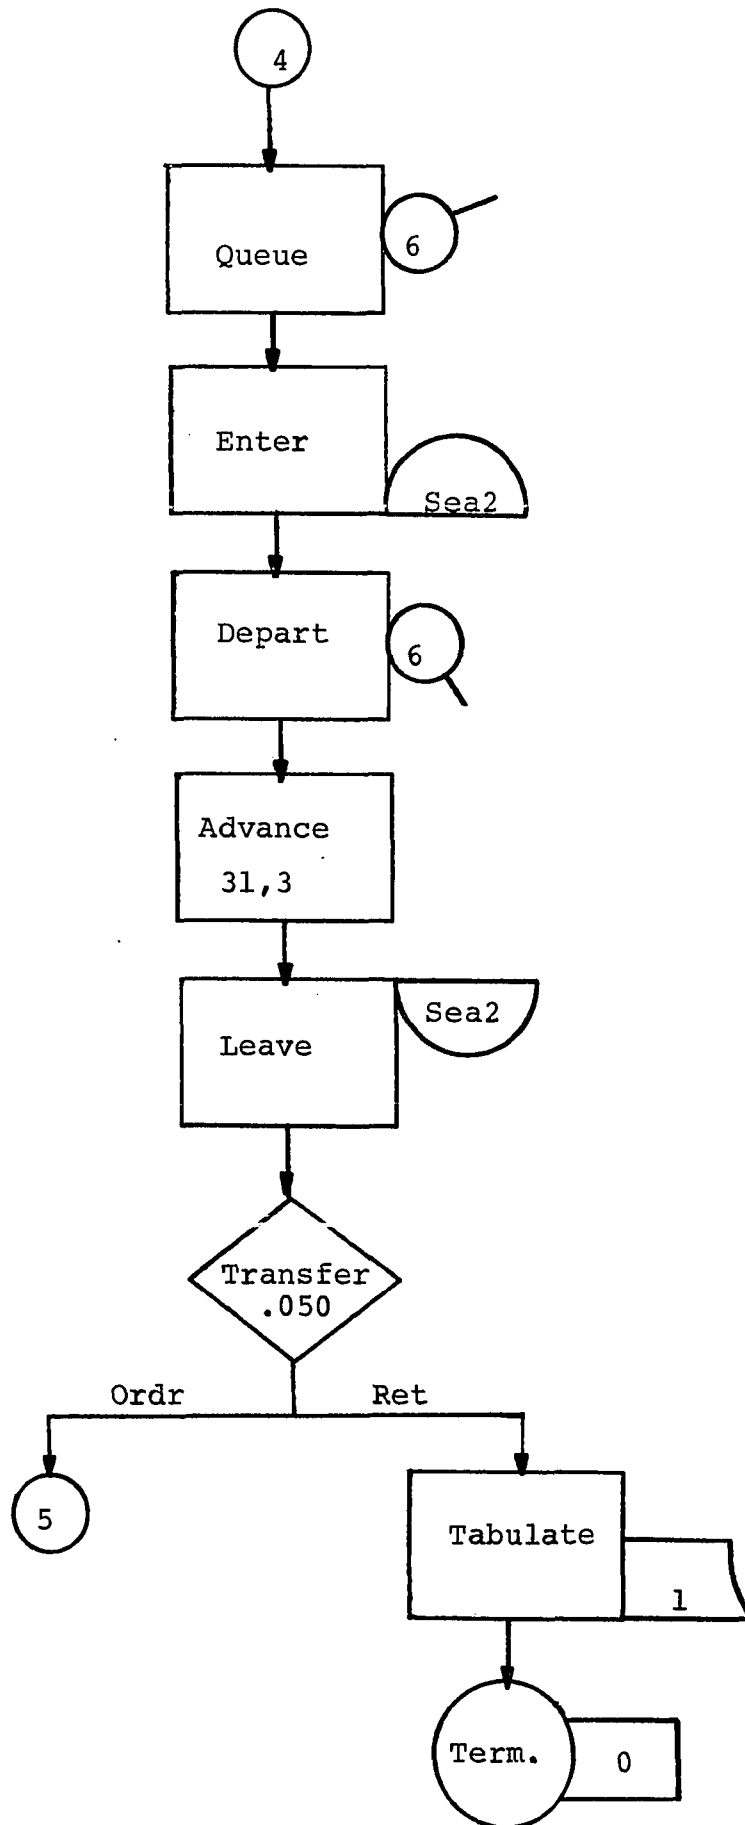 4
Queue
6
Enter
Sea2
Depart
6
Advance
31,3
Leave
Sea2
Transfer
.050
Ordr
Ret
5
Tabulate
1
Term.
0